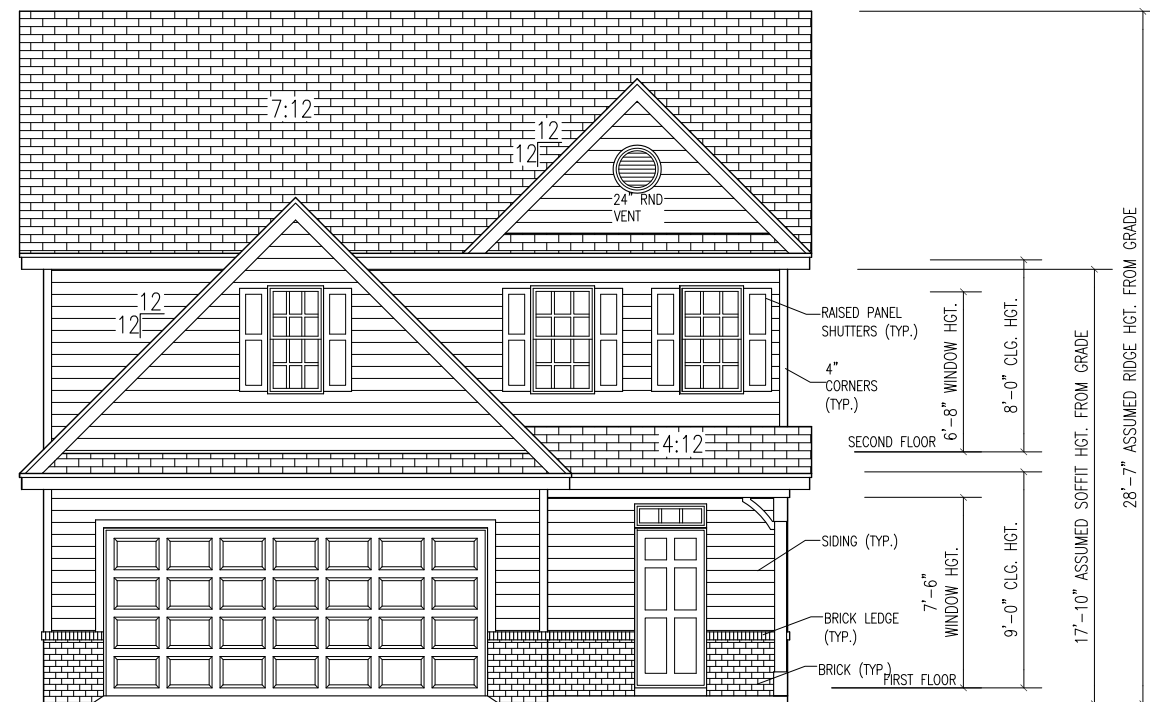 7:12
12
12
24" RND
VENT
12
12
RAISED PANEL
SHUTTERS (TYP.)
4"
CORNERS
(TYP.)
4:12
SECOND FLOOR
6'-8" WINDOW HGT.
8'-0" CLG. HGT.
17'-10" ASSUMED SOFFIT HGT. FROM GRADE
28'-7" ASSUMED RIDGE HGT. FROM GRADE
SIDING (TYP.)
7'-6"
WINDOW HGT.
9'-0" CLG. HGT.
BRICK LEDGE
(TYP.)
BRICK (TYP.)
FIRST FLOOR